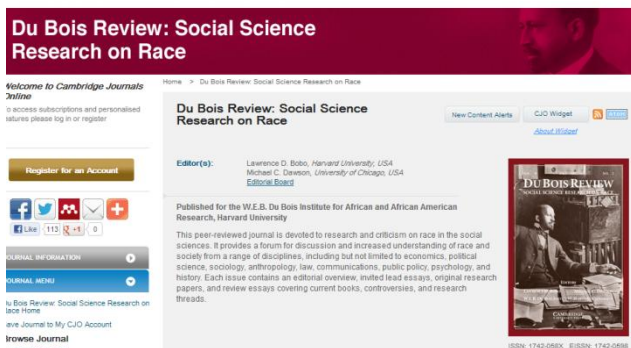 Du Bois Review: Social Science
Research on Race
Welcome to Cambridge Journals
Online
To access subscriptions and personalised
features please log in or register
Register for an Account
Like 113 +1 0
JOURNAL INFORMATION
JOURNAL MENU
Du Bois Review: Social Science Research on
Race Home
Save Journal to My CJO Account
Browse Journal
Home > Du Bois Review: Social Science Research on Race
Du Bois Review: Social Science
Research on Race
New Content Alerts
CJO Widget
About Widget
Editor(s):
Lawrence D. Bobo, Harvard University, USA
Michael C. Dawson, University of Chicago, USA
Editorial Board
Published for the W.E.B. Du Bois Institute for African and African American
Research, Harvard University
This peer-reviewed journal is devoted to research and criticism on race in the social
sciences. It provides a forum for discussion and increased understanding of race and
society from a range of disciplines, including but not limited to economics, political
science, sociology, anthropology, law, communications, public policy, psychology, and
history. Each issue contains an editorial overview, invited lead essays, original research
papers, and review essays covering current books, controversies, and research
threads.
DU BOIS REVIEW
SOCIAL SCIENCE RESEARCH ON RACE
CAMBRIDGE
ISSN: 1742-058X EISSN: 1742-0598